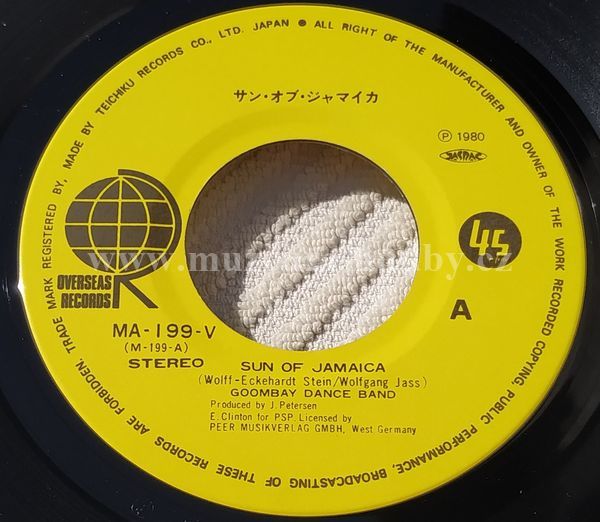 TRADE MARK REGISTERED BY, MADE BY TEICHIKU RECORDS CO., LTD. JAPAN ● ALL RIGHT OF THE MANUFACTURER AND OWNER OF THE WORK RECORDED COPYING, PUBLIC PERFORMANCE, BROADCASTING OF THESE RECORDS ARE FORBIDDEN.
サン・オブ・ジャマイカ
Ⓟ 1980
JASRAC
OVERSEAS
RECORDS
45
A
MA-199-V
(M-199-A)
STEREO
SUN OF JAMAICA
(Wolff-Eckehardt Stein/Wolfgang Jass)
GOOMBAY DANCE BAND
Produced by J. Petersen
E. Clinton for PSP. Licensed by
PEER MUSIKVERLAG GMBH, West Germany